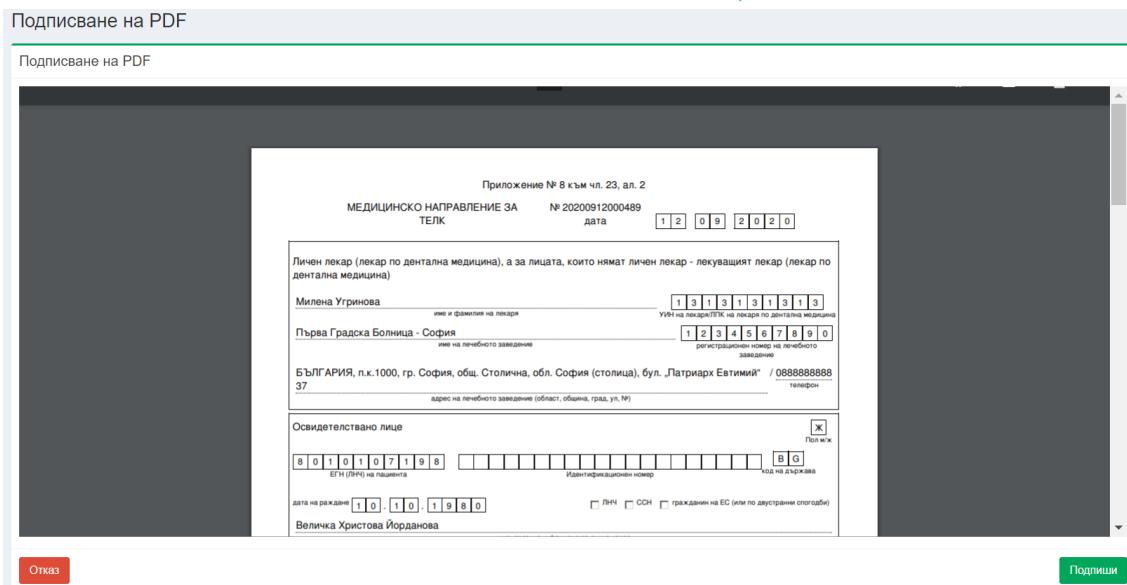 Подписване на PDF
Подписване на PDF
Приложение № 8 към чл. 23, ал. 2
МЕДИЦИНСКО НАПРАВЛЕНИЕ ЗА ТЕЛК
№ 20200912000489
дата 1 2 0 9 2 0 2 0
Личен лекар (лекар по дентална медицина), а за лицата, които нямат личен лекар - лекуващият лекар (лекар по
дентална медицина)
Милена Угринова 1 3 1 3 1 3 1 3 1 3
име и фамилия на лекаря УИН на лекаря/ЛПК на лекаря по дентална медицина
Първа Градска Болница - София 1 2 3 4 5 6 7 8 9 0
име на лечебното заведение регистрационен номер на лечебното
заведение
БЪЛГАРИЯ, п.к.1000, гр. София, общ. Столична, обл. София (столица), бул. „Патриарх Евтимий" / 0888888888
37 телефон
адрес на лечебното заведение (област, община, град, ул, №)
Освидетелствано лице Ж
Пол м/ж
8 0 1 0 1 0 7 1 9 8 B G
ЕГН (ЛНЧ) на пациента Идентификационен номер код на държава
дата на раждане 1 0 . 1 0 . 1 9 8 0 ЛНЧ ССН гражданин на ЕС (или по двустранни спогодби)
Величка Христова Йорданова
Отказ Подпиши